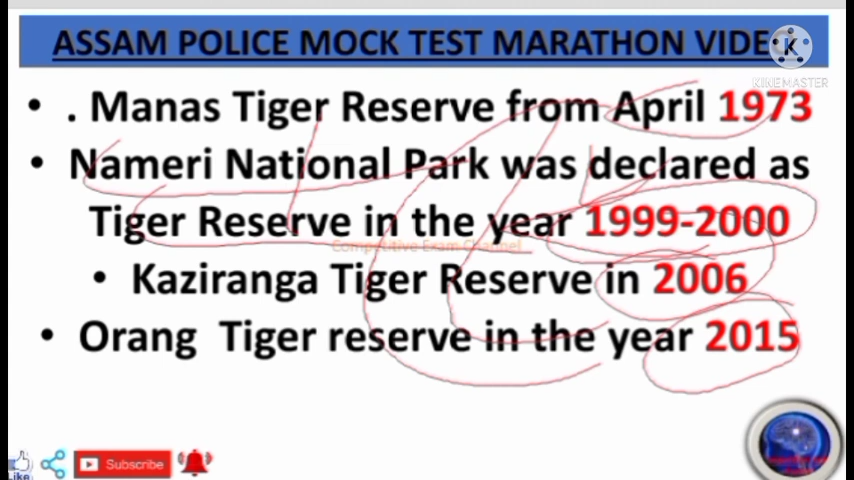 ASSAM POLICE MOCK TEST MARATHON VIDE
K
KINEMASTER
• . Manas Tiger Reserve from April 1973
• Nameri National Park was declared as
Tiger Reserve in the year 1999-2000
Competitive Exam Channel
• Kaziranga Tiger Reserve in 2006
• Orang Tiger reserve in the year 2015
Like
Subscribe